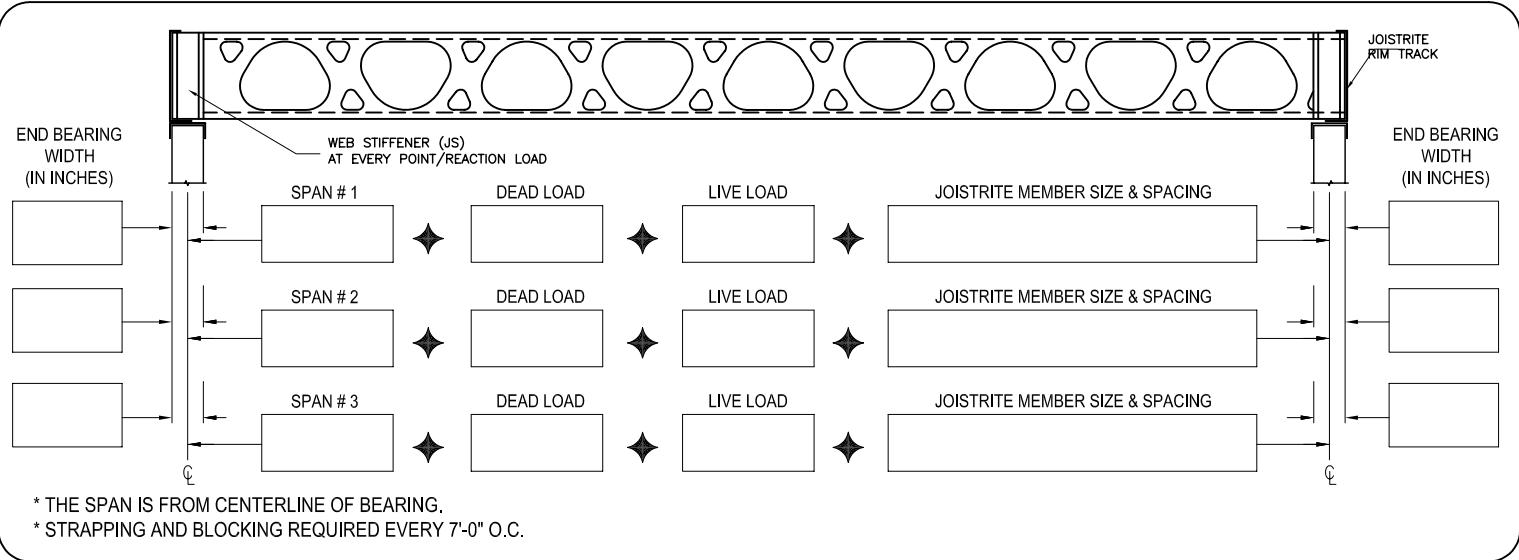 JOISTRITE
RIM TRACK
WEB STIFFENER (JS)
AT EVERY POINT/REACTION LOAD
END BEARING
WIDTH
(IN INCHES)
END BEARING
WIDTH
(IN INCHES)
SPAN # 1 DEAD LOAD LIVE LOAD JOISTRITE MEMBER SIZE & SPACING
SPAN # 2 DEAD LOAD LIVE LOAD JOISTRITE MEMBER SIZE & SPACING
SPAN # 3 DEAD LOAD LIVE LOAD JOISTRITE MEMBER SIZE & SPACING
℄ ℄
* THE SPAN IS FROM CENTERLINE OF BEARING.
* STRAPPING AND BLOCKING REQUIRED EVERY 7'-0" O.C.